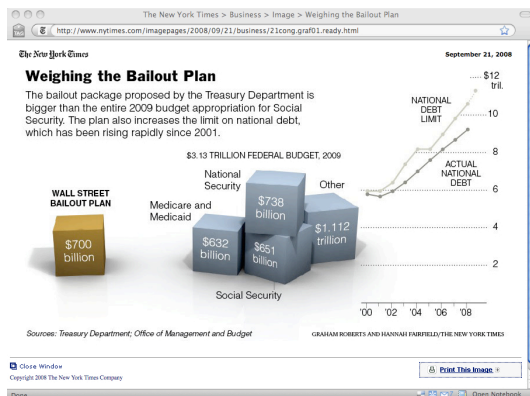 The New York Times > Business > Image > Weighing the Bailout Plan
http://www.nytimes.com/imagepages/2008/09/21/business/21cong.graf01.ready.html
The New York Times
September 21, 2008
Weighing the Bailout Plan
The bailout package proposed by the Treasury Department is
bigger than the entire 2009 budget appropriation for Social
Security. The plan also increases the limit on national debt,
which has been rising rapidly since 2001.
$3.13 TRILLION FEDERAL BUDGET, 2009
WALL STREET
BAILOUT PLAN
$700
billion
National
Security
$738
billion
Other
$1.112
trillion
Medicare and
Medicaid
$632
billion
$651
billion
Social Security
$12
tril.
10
8
6
4
2
NATIONAL
DEBT
LIMIT
ACTUAL
NATIONAL
DEBT
'00 '02 '04 '06 '08
Sources: Treasury Department; Office of Management and Budget
GRAHAM ROBERTS AND HANNAH FAIRFIELD/THE NEW YORK TIMES
Close Window
Copyright 2008 The New York Times Company
Print This Image
Open Notebook